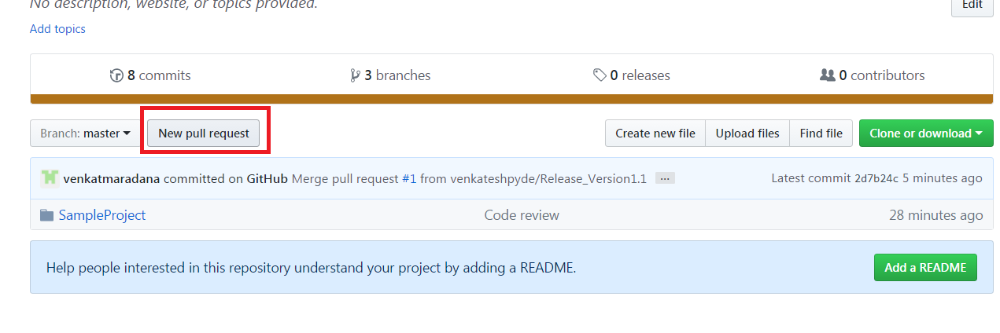 No description, website, or topics provided.
Edit
Add topics
8 commits
3 branches
0 releases
0 contributors
Branch: master
New pull request
Create new file
Upload files
Find file
Clone or download
venkatmaradana committed on GitHub Merge pull request #1 from venkateshpyde/Release_Version1.1 ...
Latest commit 2d7b24c 5 minutes ago
SampleProject
Code review
28 minutes ago
Help people interested in this repository understand your project by adding a README.
Add a README